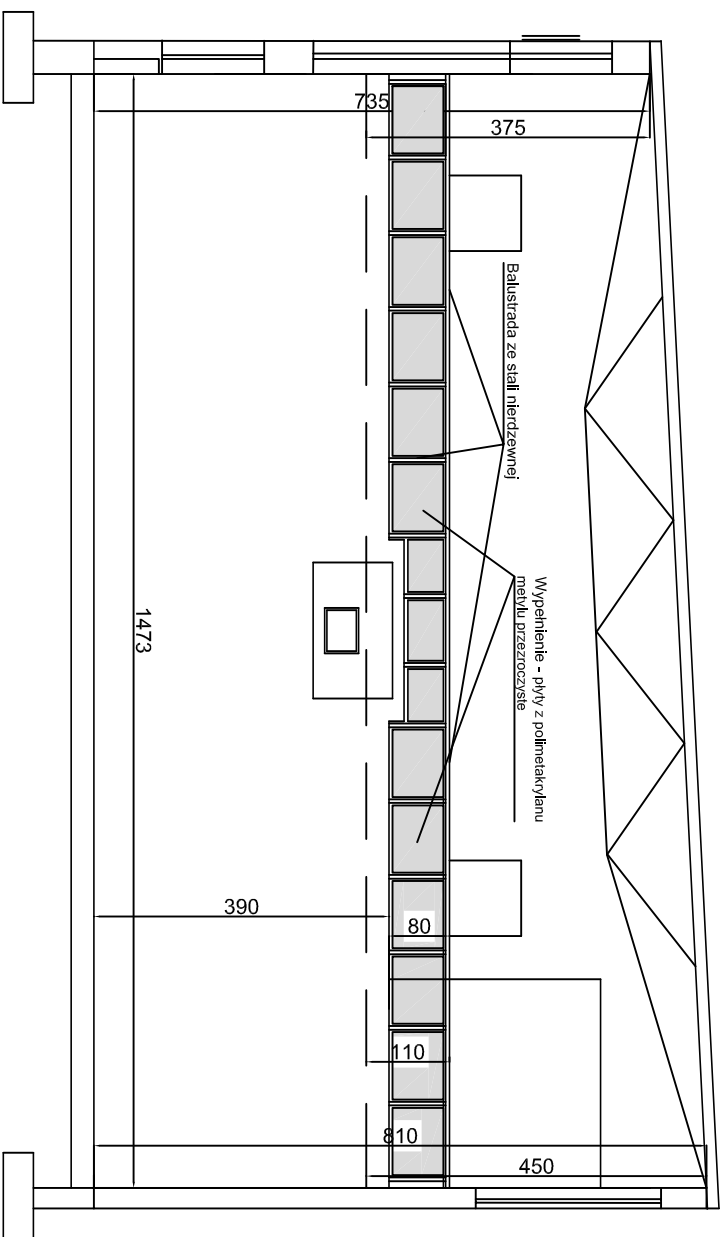 735
375
Balustrada ze stali nierdzewnej
Wypełnienie - płyty z polimetakrylanu
metylu przezroczyste
1473
390
80
110
810
450